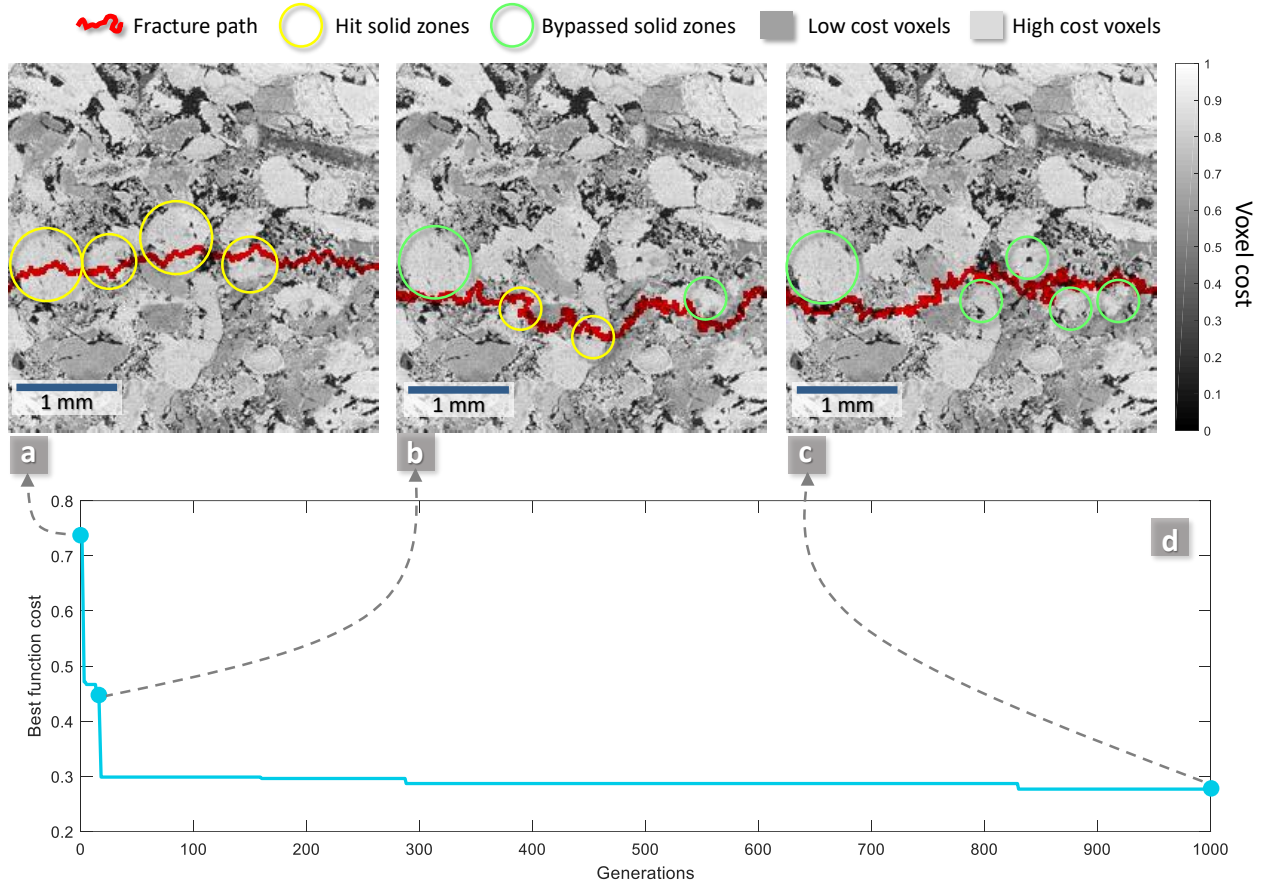 Fracture path
Hit solid zones
Bypassed solid zones
Low cost voxels
High cost voxels
1 mm
1 mm
1 mm
1
0.9
0.8
0.7
0.6
0.5
0.4
0.3
0.2
0.1
0
Voxel cost
a
b
c
d
0.8
0.7
0.6
0.5
0.4
0.3
0.2
Best function cost
0
100
200
300
400
500
600
700
800
900
1000
Generations